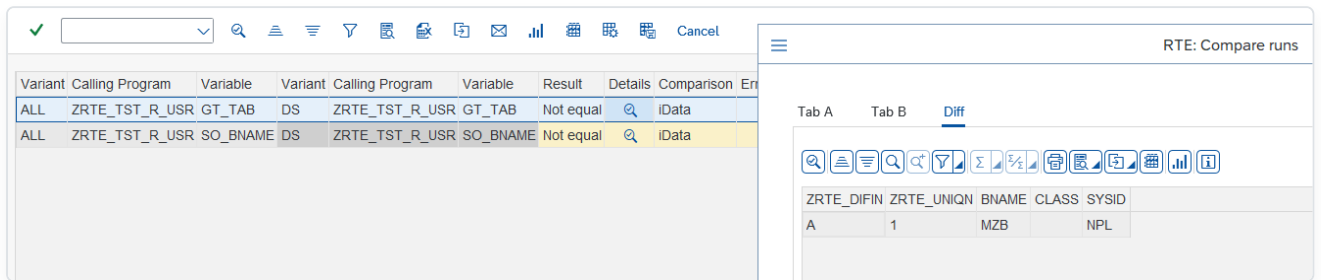 Cancel
Variant Calling Program Variable Variant Calling Program Variable Result Details Comparison
ALL ZRTE_TST_R_USR GT_TAB DS ZRTE_TST_R_USR GT_TAB Not equal iData
ALL ZRTE_TST_R_USR SO_BNAME DS ZRTE_TST_R_USR SO_BNAME Not equal iData
RTE: Compare runs
Tab A Tab B Diff
ZRTE_DIFIN ZRTE_UNIQN BNAME CLASS SYSID
A 1 MZB NPL